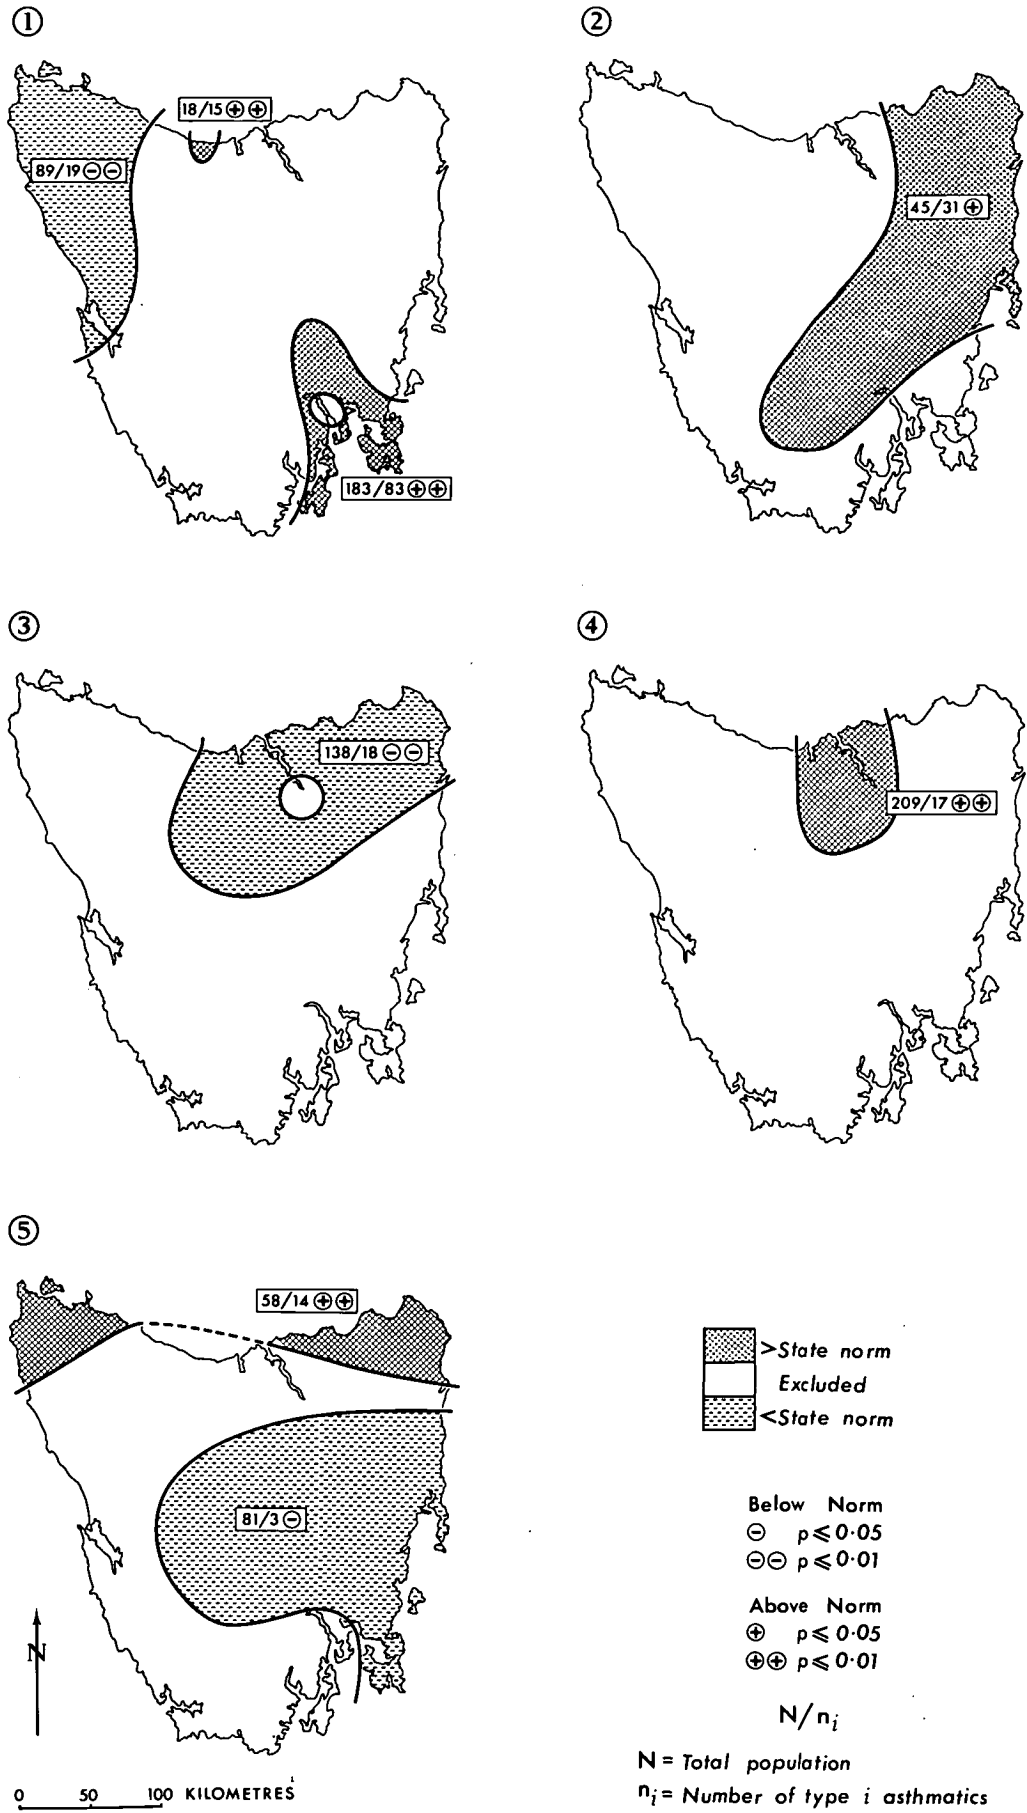 ①
②
18/15 ⊕⊕
89/19 ⊖⊖
45/31 ⊕
183/83 ⊕⊕
③
④
138/18 ⊖⊖
209/17 ⊕⊕
⑤
58/14 ⊕⊕
81/3 ⊖
>State norm
Excluded
<State norm
Below Norm
⊖ p ⩽ 0·05
⊖⊖ p ⩽ 0·01
Above Norm
⊕ p ⩽ 0·05
⊕⊕ p ⩽ 0·01
N/nᵢ
N = Total population
nᵢ = Number of type i asthmatics
N
0 50 100 KILOMETRES